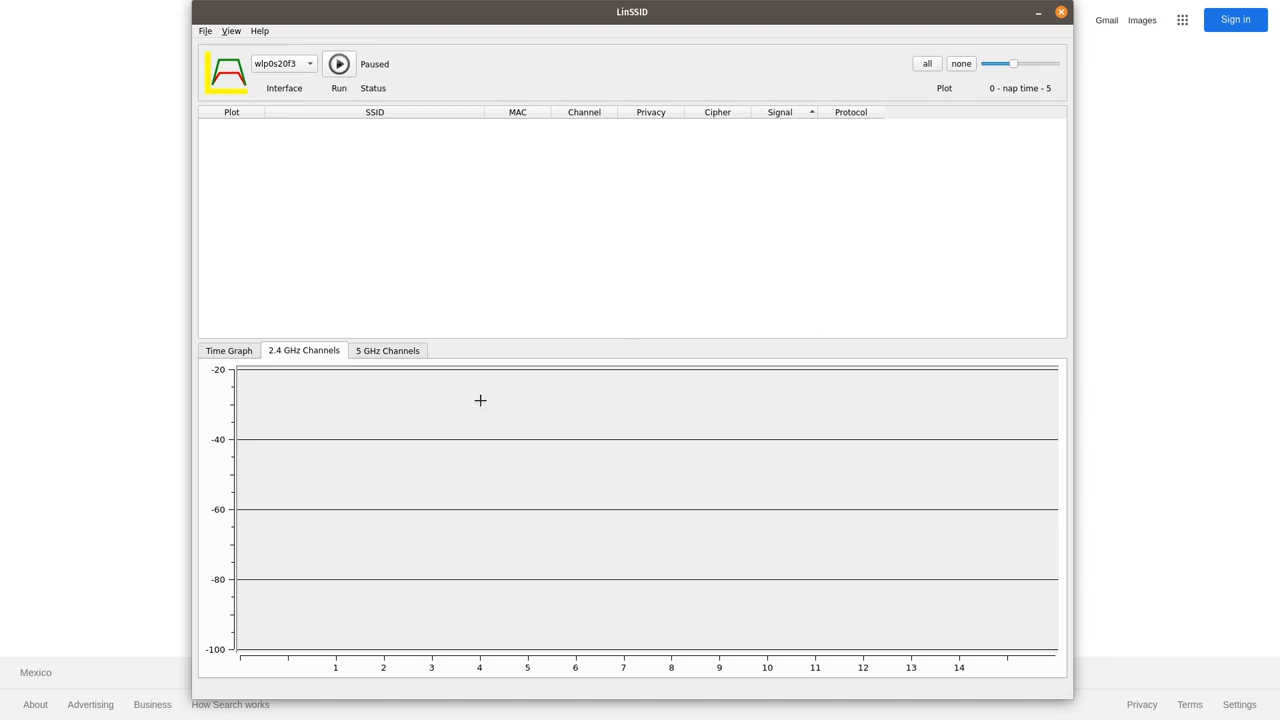 LinSSID
Gmail Images Sign in
File View Help
wlp0s20f3 Paused all none
Interface Run Status Plot 0 - nap time - 5
Plot SSID MAC Channel Privacy Cipher Signal Protocol
Time Graph 2.4 GHz Channels 5 GHz Channels
-20
-40
-60
-80
-100
1 2 3 4 5 6 7 8 9 10 11 12 13 14
Mexico
About Advertising Business How Search works Privacy Terms Settings